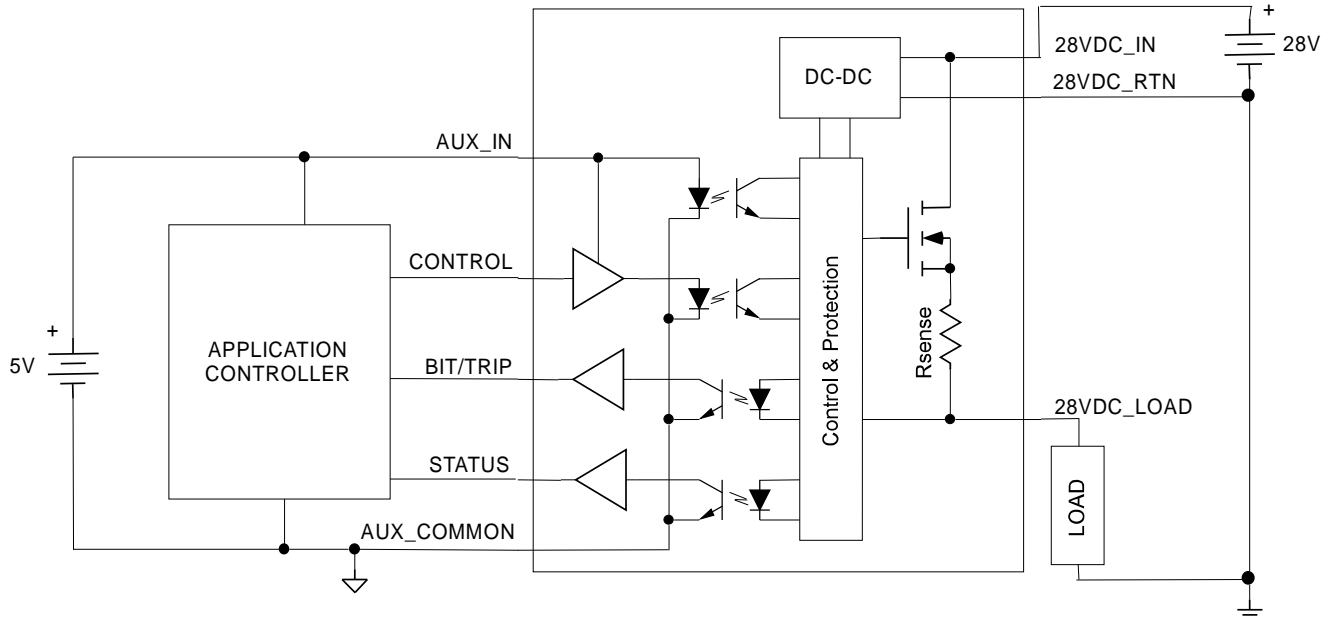 +
28VDC_IN
28V
DC-DC
28VDC_RTN
AUX_IN
CONTROL
+
5V
APPLICATION
CONTROLLER
BIT/TRIP
Control & Protection
Rsense
28VDC_LOAD
STATUS
LOAD
AUX_COMMON